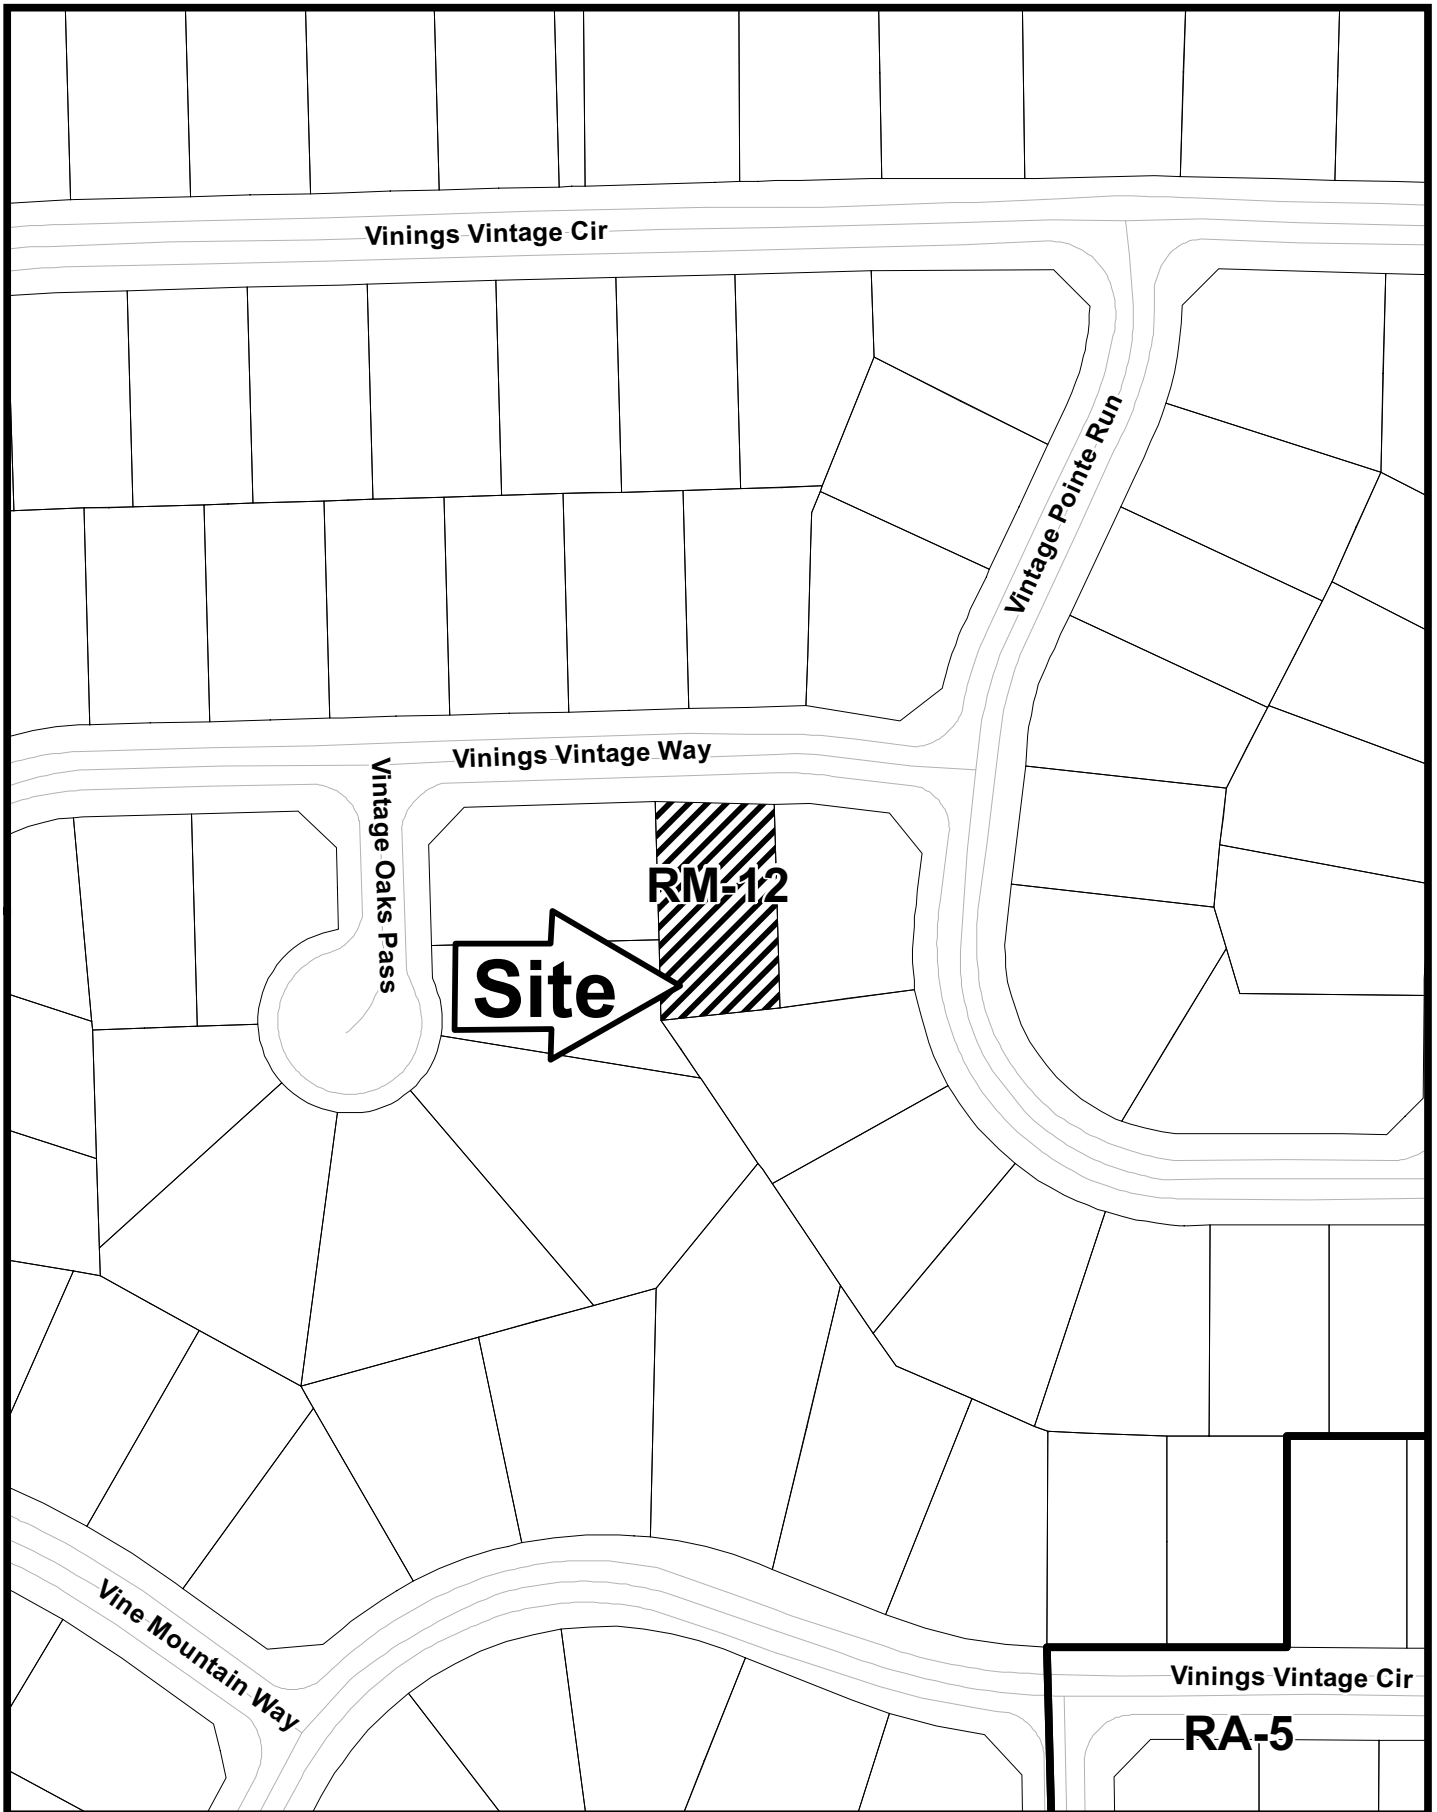 Vinings Vintage Cir
Vintage Pointe Run
Vinings Vintage Way
Vintage Oaks Pass
RM-12
Site
Vine Mountain Way
Vinings Vintage Cir
RA-5